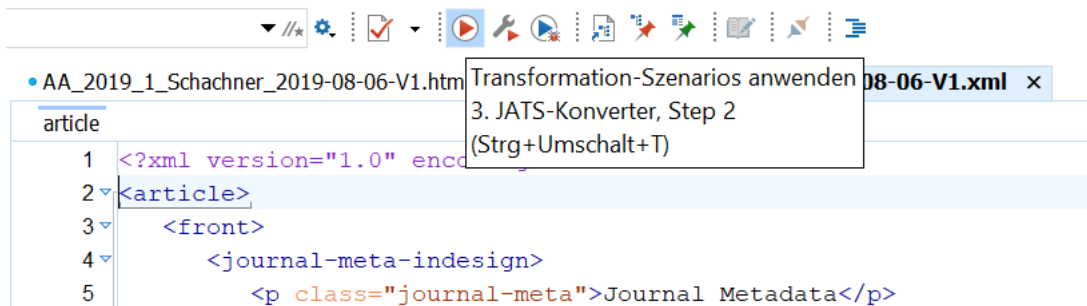 AA_2019_1_Schachner_2019-08-06-V1.htm
08-06-V1.xml ×
Transformation-Szenarios anwenden
3. JATS-Konverter, Step 2
(Strg+Umschalt+T)
article
1 <?xml version="1.0" enc
2 <article>
3 <front>
4 <journal-meta-indesign>
5 <p class="journal-meta">Journal Metadata</p>